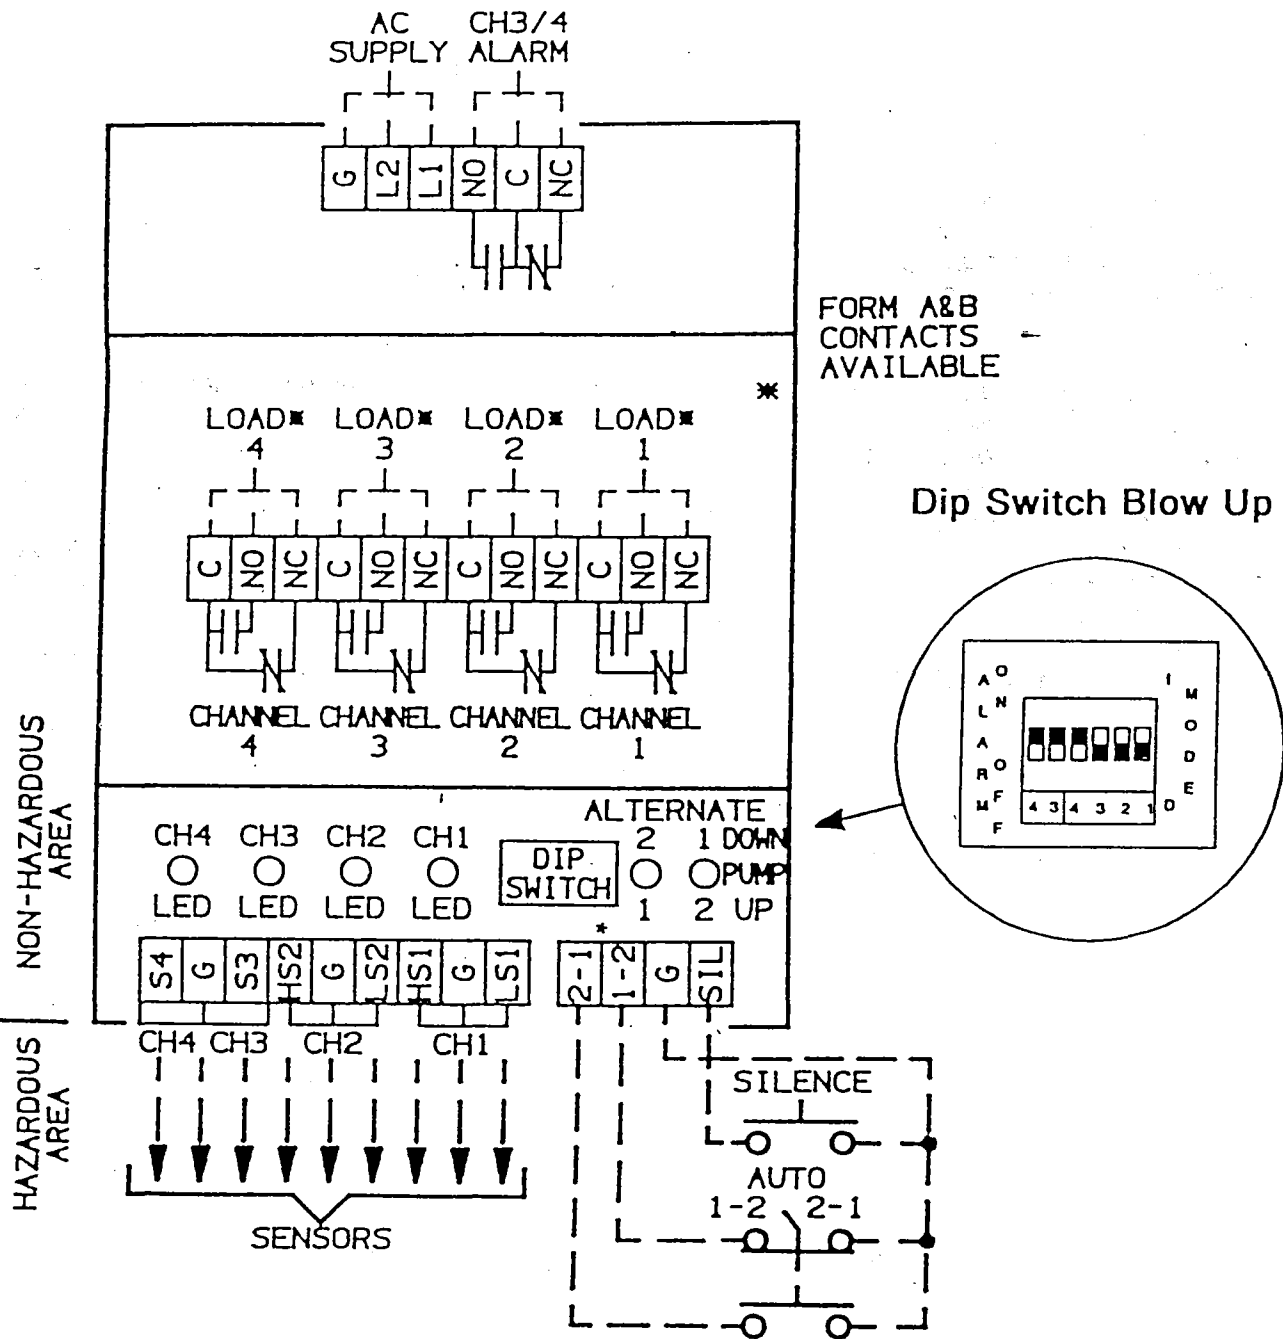 AC CH3/4
SUPPLY ALARM
G L2 L1 NO C NC
FORM A&B
CONTACTS
AVAILABLE
*
LOAD* LOAD* LOAD* LOAD*
4 3 2 1
C NO NC C NO NC C NO NC C NO NC
CHANNEL CHANNEL CHANNEL CHANNEL
4 3 2 1
Dip Switch Blow Up
ALARM
ON
OFF
I
D
MODE
4 3 4 3 2 1
NON-HAZARDOUS
AREA
ALTERNATE
CH4 CH3 CH2 CH1
2 1 DOWN
DIP
SWITCH
PUMP
LED LED LED LED
1 2 UP
*
S4 G S3 HS2 G LS2 HS1 G LS1
2-1 1-2 G SIL
CH4 CH3 CH2 CH1
HAZARDOUS
AREA
SENSORS
SILENCE
AUTO
1-2 2-1